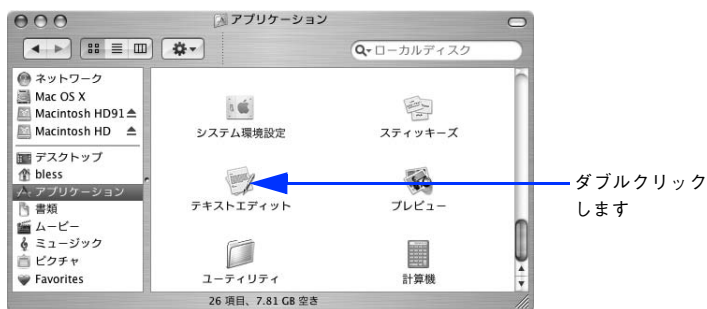 アプリケーション
ローカルディスク
ネットワーク
Mac OS X
Macintosh HD91
Macintosh HD
デスクトップ
bless
アプリケーション
書類
ムービー
ミュージック
ピクチャ
Favorites
システム環境設定
スティッキーズ
テキストエディット
プレビュー
ユーティリティ
計算機
26 項目、7.81 GB 空き
ダブルクリック
します